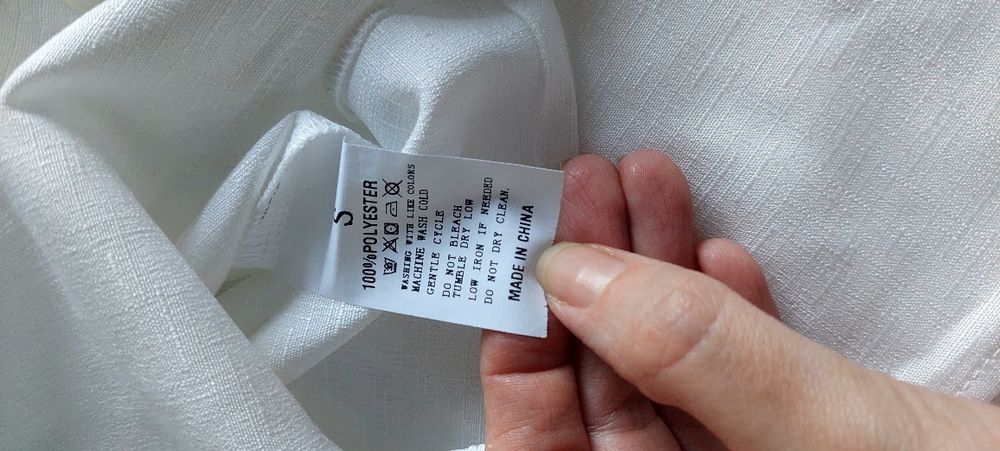 S
100%POLYESTER
WASHING WITH LIKE COLORS
MACHINE WASH COLD
GENTLE CYCLE
DO NOT BLEACH
TUMBLE DRY LOW
LOW IRON IF NEEDED
DO NOT DRY CLEAN.
MADE IN CHINA